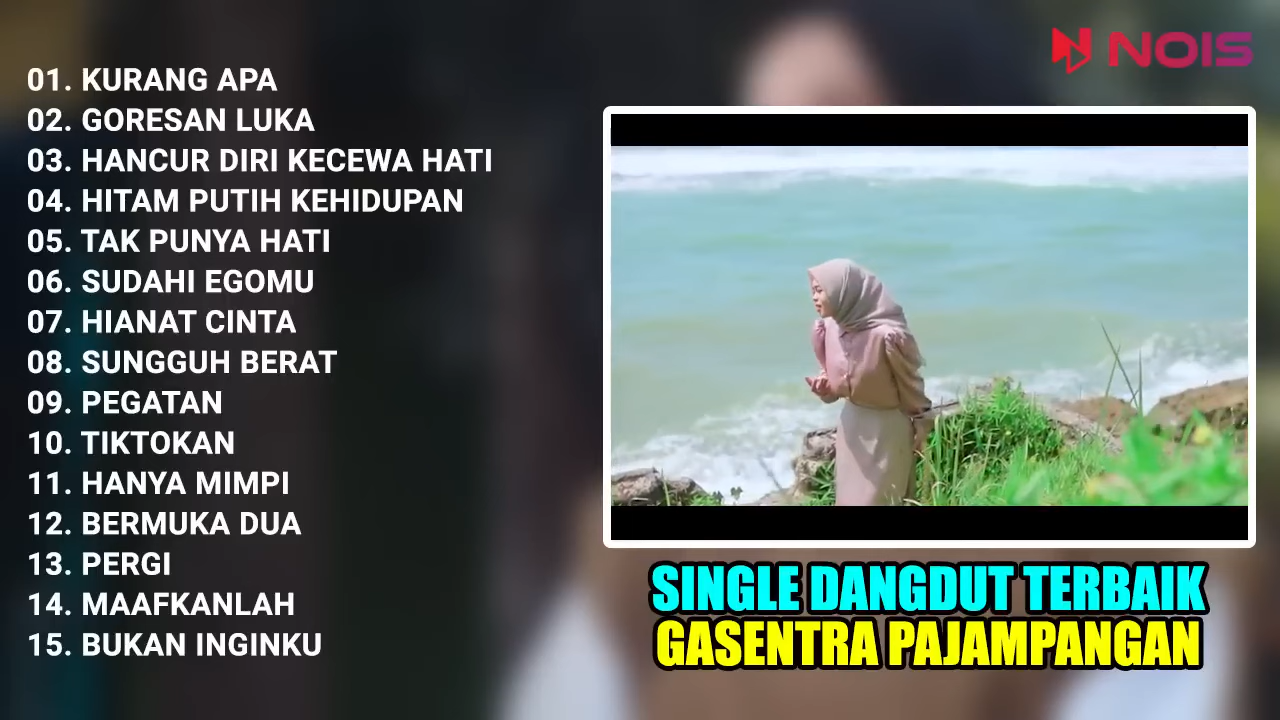 01. KURANG APA
02. GORESAN LUKA
03. HANCUR DIRI KECEWA HATI
04. HITAM PUTIH KEHIDUPAN
05. TAK PUNYA HATI
06. SUDAHI EGOMU
07. HIANAT CINTA
08. SUNGGUH BERAT
09. PEGATAN
10. TIKTOKAN
11. HANYA MIMPI
12. BERMUKA DUA
13. PERGI
14. MAAFKANLAH
15. BUKAN INGINKU
NOIS
SINGLE DANGDUT TERBAIK
GASENTRA PAJAMPANGAN